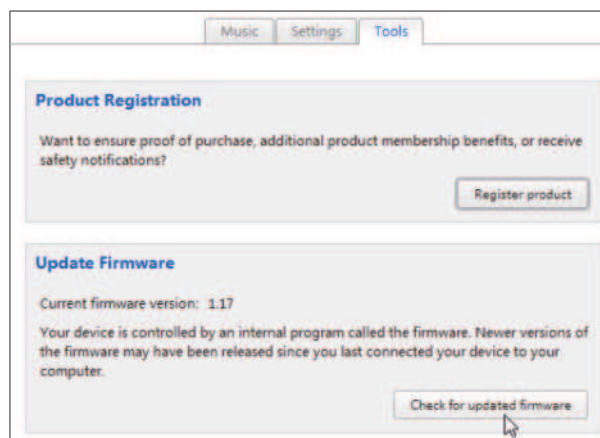 Music Settings Tools
Product Registration
Want to ensure proof of purchase, additional product membership benefits, or receive
safety notifications?
Register product
Update Firmware
Current firmware version: 1.17
Your device is controlled by an internal program called the firmware. Newer versions of
the firmware may have been released since you last connected your device to your
computer.
Check for updated firmware